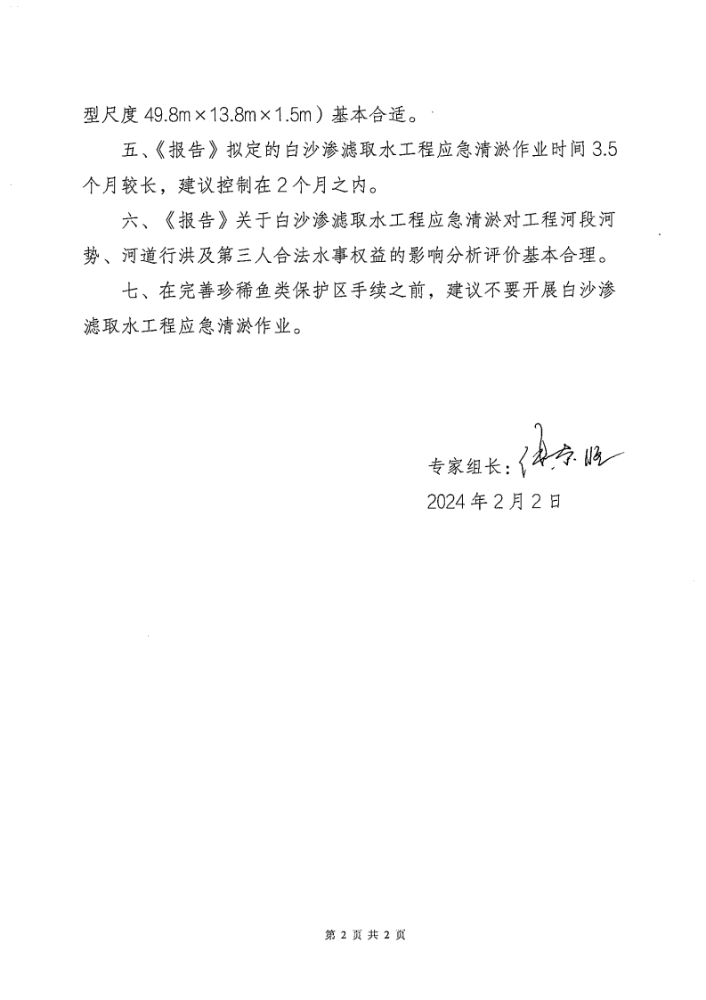 型尺度 49.8m×13.8m×1.5m）基本合适。
五、《报告》拟定的白沙渗滤取水工程应急清淤作业时间 3.5
个月较长，建议控制在 2 个月之内。
六、《报告》关于白沙渗滤取水工程应急清淤对工程河段河
势、河道行洪及第三人合法水事权益的影响分析评价基本合理。
七、在完善珍稀鱼类保护区手续之前，建议不要开展白沙渗
滤取水工程应急清淤作业。
专家组长：
2024 年 2 月 2 日
第 2 页 共 2 页